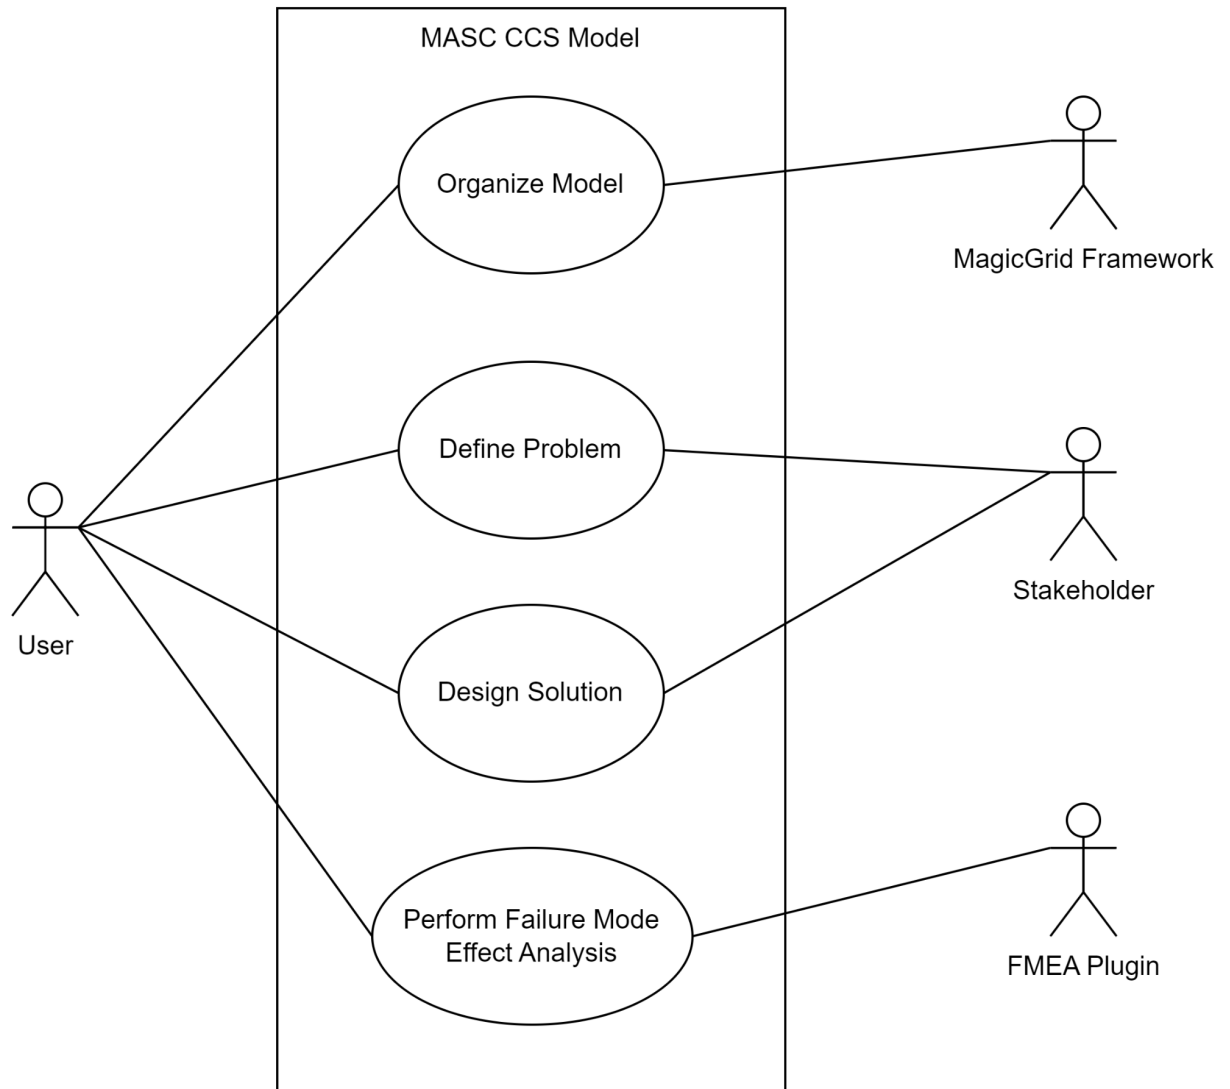 MASC CCS Model
Organize Model
MagicGrid Framework
Define Problem
Stakeholder
User
Design Solution
Perform Failure Mode
Effect Analysis
FMEA Plugin